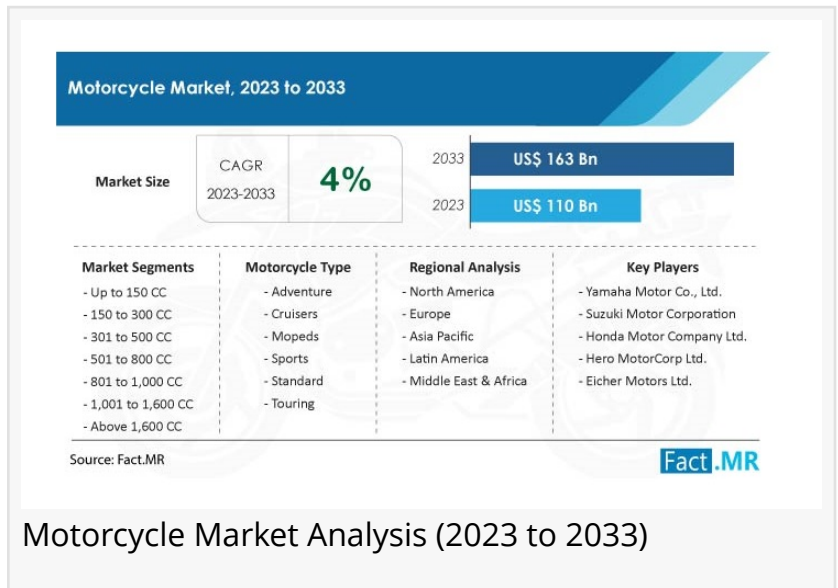 Motorcycle Market, 2023 to 2033
Market Size
CAGR
2023-2033
4%
2033
US$ 163 Bn
2023
US$ 110 Bn
Market Segments
- Up to 150 CC
- 150 to 300 CC
- 301 to 500 CC
- 501 to 800 CC
- 801 to 1,000 CC
- 1,001 to 1,600 CC
- Above 1,600 CC
Motorcycle Type
- Adventure
- Cruisers
- Mopeds
- Sports
- Standard
- Touring
Regional Analysis
- North America
- Europe
- Asia Pacific
- Latin America
- Middle East & Africa
Key Players
- Yamaha Motor Co., Ltd.
- Suzuki Motor Corporation
- Honda Motor Company Ltd.
- Hero MotorCorp Ltd.
- Eicher Motors Ltd.
Source: Fact.MR
Fact.MR
Motorcycle Market Analysis (2023 to 2033)